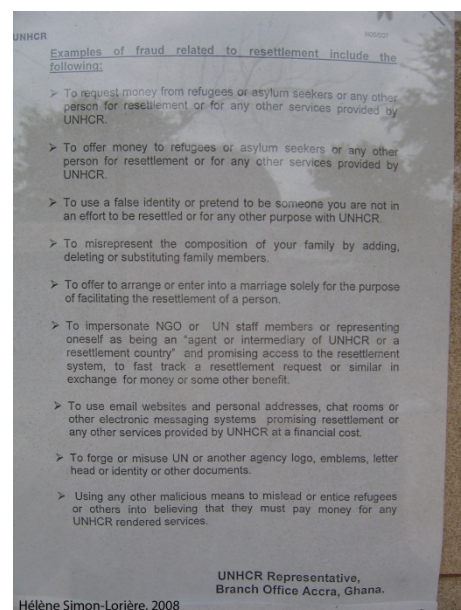 UNHCR
Examples of fraud related to resettlement include the
following:
➢ To request money from refugees or asylum seekers or any other
person for resettlement or for any other services provided by
UNHCR.
➢ To offer money to refugees or asylum seekers or any other
person for resettlement or for any other services provided by
UNHCR.
➢ To use a false identity or pretend to be someone you are not in
an effort to be resettled or for any other purpose with UNHCR.
➢ To misrepresent the composition of your family by adding,
deleting or substituting family members.
➢ To offer to arrange or enter into a marriage solely for the purpose
of facilitating the resettlement of a person.
➢ To impersonate NGO or UN staff members or representing
oneself as being an "agent or intermediary of UNHCR or a
resettlement country" and promising access to the resettlement
system, to fast track a resettlement request or similar in
exchange for money or some other benefit.
➢ To use email websites and personal addresses, chat rooms or
other electronic messaging systems promising resettlement or
any other services provided by UNHCR at a financial cost.
➢ To forge or misuse UN or another agency logo, emblems, letter
head or identity or other documents.
➢ Using any other malicious means to mislead or entice refugees
or others into believing that they must pay money for any
UNHCR rendered services.
UNHCR Representative,
Branch Office Accra, Ghana.
Hélène Simon-Lorière, 2008